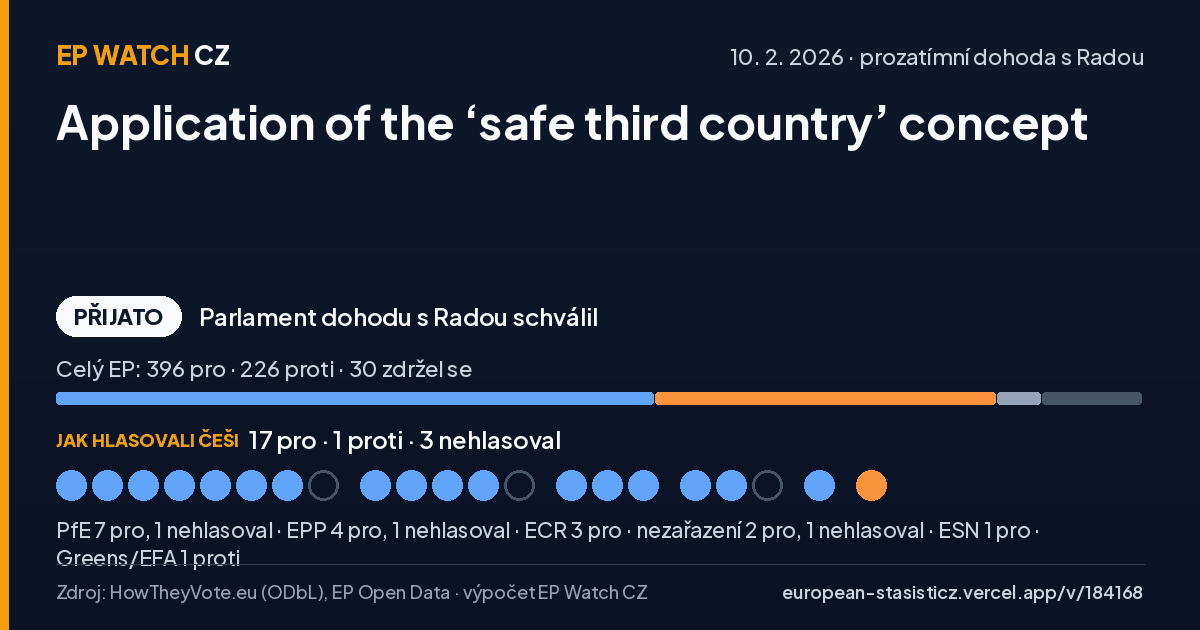 EP WATCH CZ
10. 2. 2026 · prozatímní dohoda s Radou
Application of the ‘safe third country’ concept
PŘIJATO Parlament dohodu s Radou schválil
Celý EP: 396 pro · 226 proti · 30 zdržel se
JAK HLASOVALI ČEŠI 17 pro · 1 proti · 3 nehlasoval
PfE 7 pro, 1 nehlasoval · EPP 4 pro, 1 nehlasoval · ECR 3 pro · nezařazení 2 pro, 1 nehlasoval · ESN 1 pro ·
Greens/EFA 1 proti
Zdroj: HowTheyVote.eu (ODbL), EP Open Data · výpočet EP Watch CZ
european-stasisticz.vercel.app/v/184168